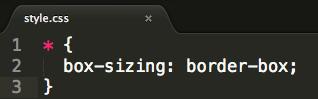 style.css ×
1 * {
2   box-sizing: border-box;
3 }